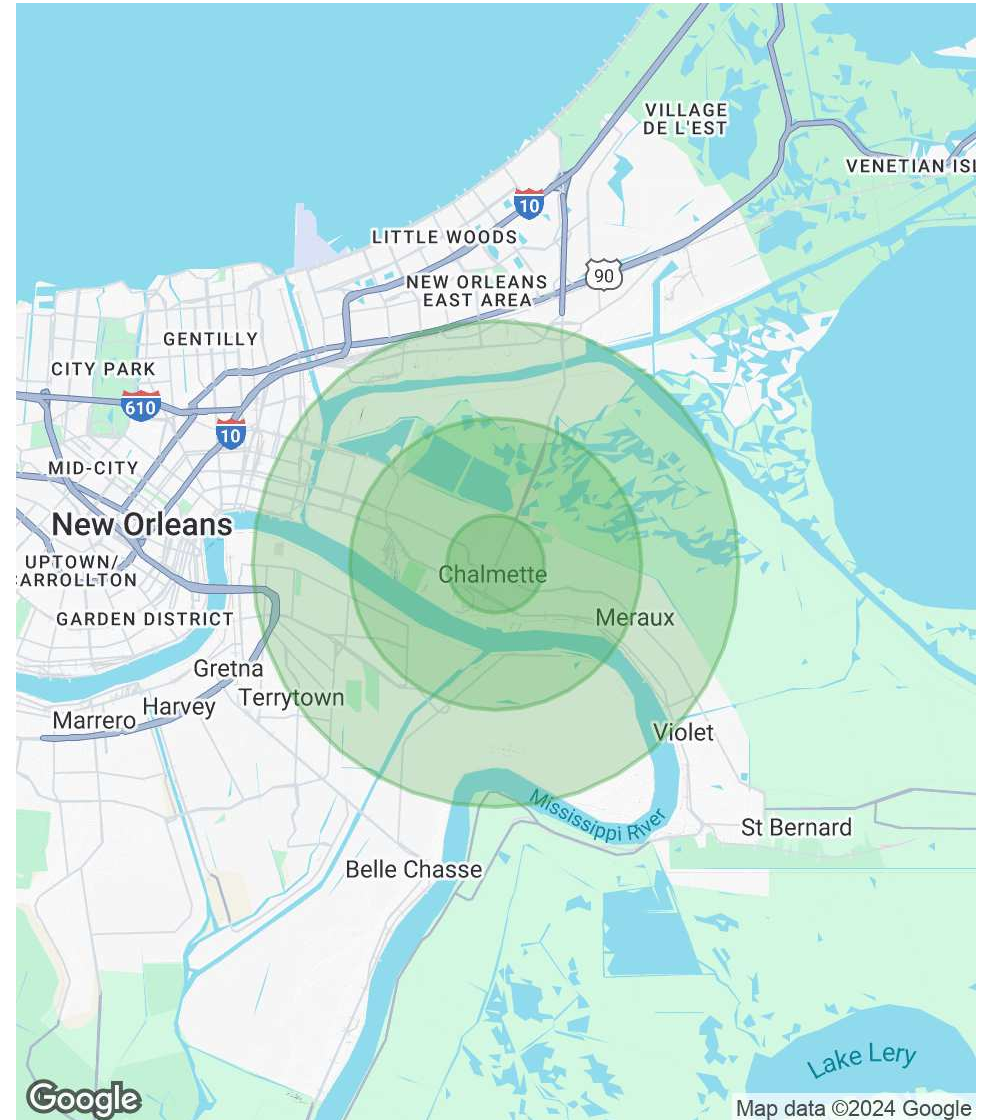 VILLAGE
DE L'EST
VENETIAN ISL
10
LITTLE WOODS
90
NEW ORLEANS
EAST AREA
GENTILLY
CITY PARK
610
10
MID-CITY
New Orleans
UPTOWN/
CARROLLTON
Chalmette
GARDEN DISTRICT
Meraux
Gretna
Terrytown
Harvey
Marrero
Violet
Mississippi River
St Bernard
Belle Chasse
Lake Lery
Google
Map data ©2024 Google